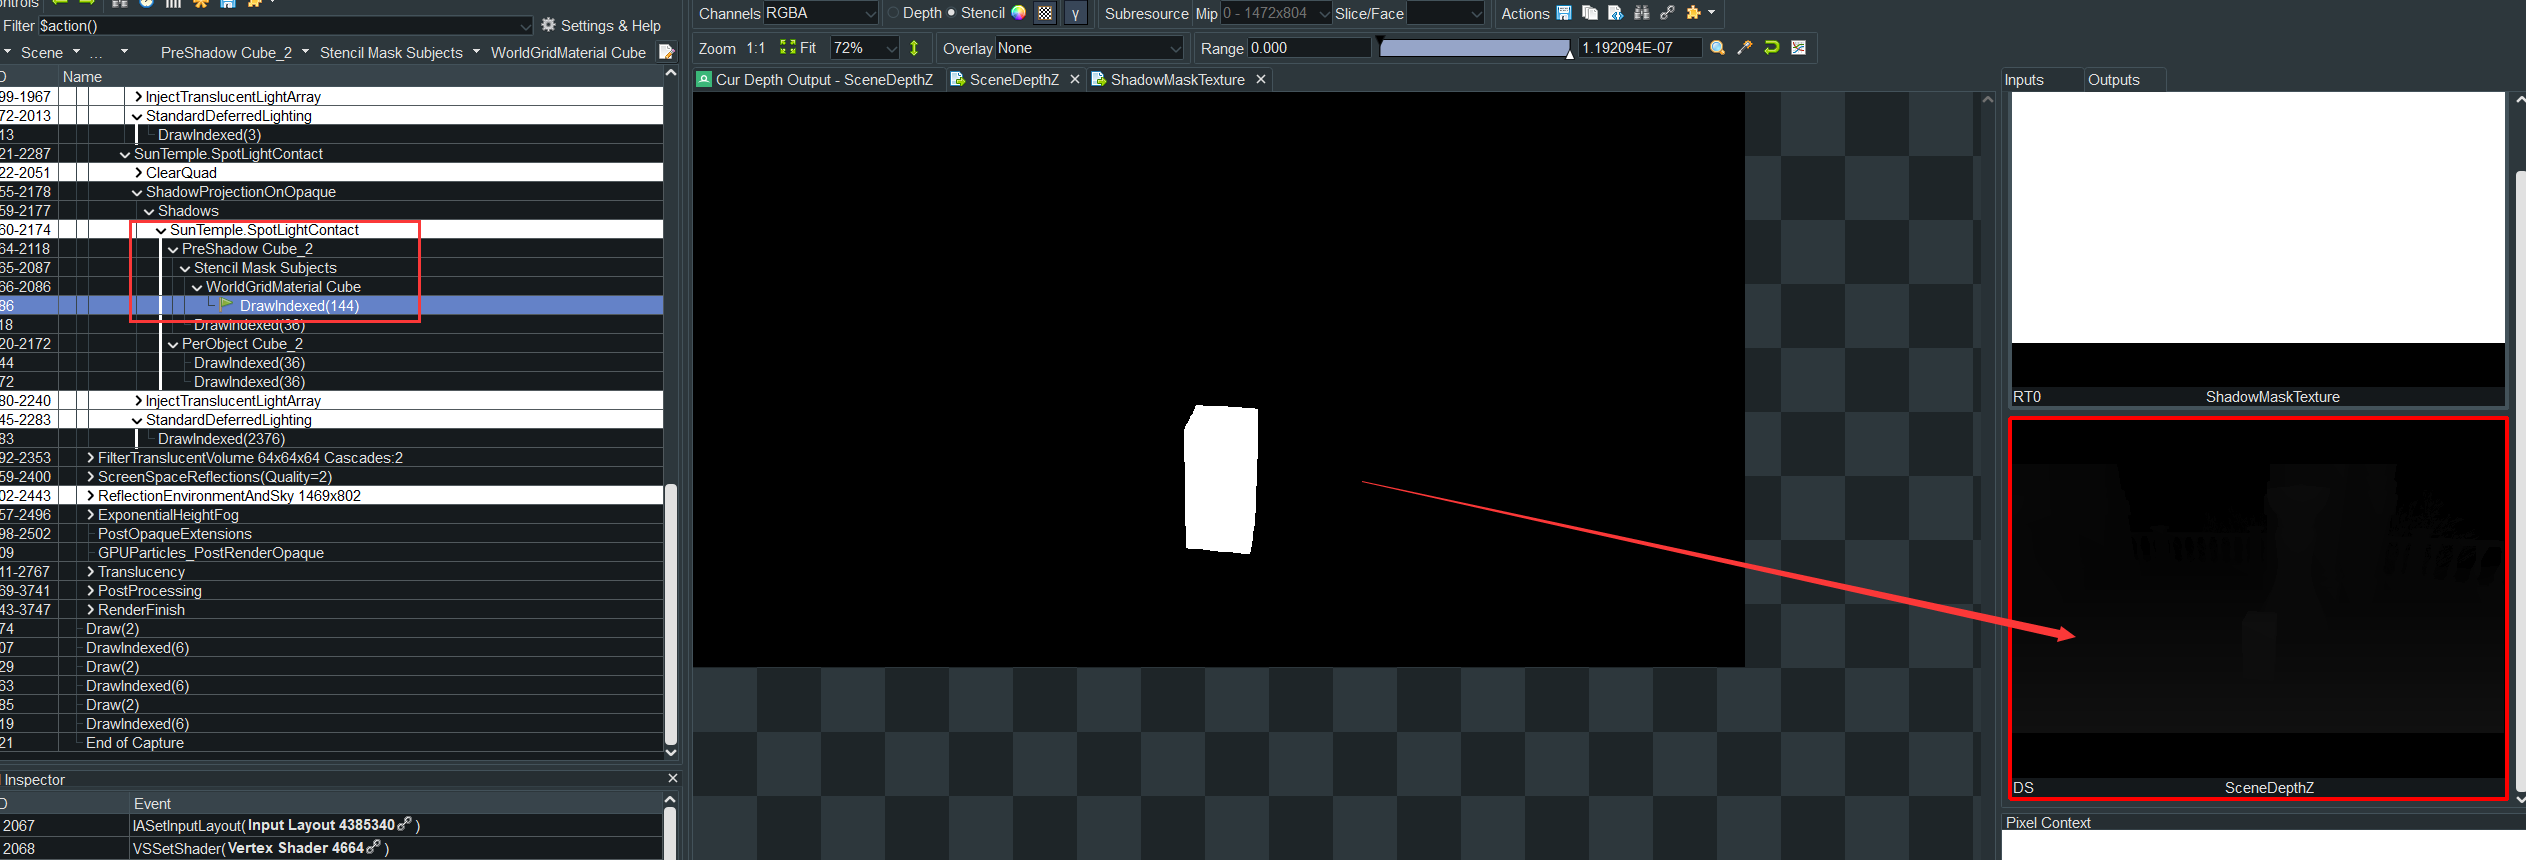 ontrols
Filter $action() Settings & Help
Scene ... PreShadow Cube_2 Stencil Mask Subjects WorldGridMaterial Cube
D Name
99-1967 InjectTranslucentLightArray
72-2013 StandardDeferredLighting
13 DrawIndexed(3)
21-2287 SunTemple.SpotLightContact
22-2051 ClearQuad
55-2178 ShadowProjectionOnOpaque
59-2177 Shadows
60-2174 SunTemple.SpotLightContact
64-2118 PreShadow Cube_2
65-2087 Stencil Mask Subjects
66-2086 WorldGridMaterial Cube
86 DrawIndexed(144)
18 DrawIndexed(36)
20-2172 PerObject Cube_2
44 DrawIndexed(36)
72 DrawIndexed(36)
80-2240 InjectTranslucentLightArray
45-2283 StandardDeferredLighting
83 DrawIndexed(2376)
92-2353 FilterTranslucentVolume 64x64x64 Cascades:2
59-2400 ScreenSpaceReflections(Quality=2)
02-2443 ReflectionEnvironmentAndSky 1469x802
57-2496 ExponentialHeightFog
98-2502 PostOpaqueExtensions
09 GPUParticles_PostRenderOpaque
11-2767 Translucency
69-3741 PostProcessing
43-3747 RenderFinish
74 Draw(2)
07 DrawIndexed(6)
29 Draw(2)
63 DrawIndexed(6)
85 Draw(2)
19 DrawIndexed(6)
21 End of Capture
Inspector
D Event
2067 IASetInputLayout(Input Layout 4385340)
2068 VSSetShader(Vertex Shader 4664)
Channels RGBA Depth Stencil γ Subresource Mip 0 - 1472x804 Slice/Face Actions
Zoom 1:1 Fit 72% Overlay None Range 0.000 1.192094E-07
Cur Depth Output - SceneDepthZ SceneDepthZ ShadowMaskTexture
Inputs Outputs
RT0 ShadowMaskTexture
DS SceneDepthZ
Pixel Context